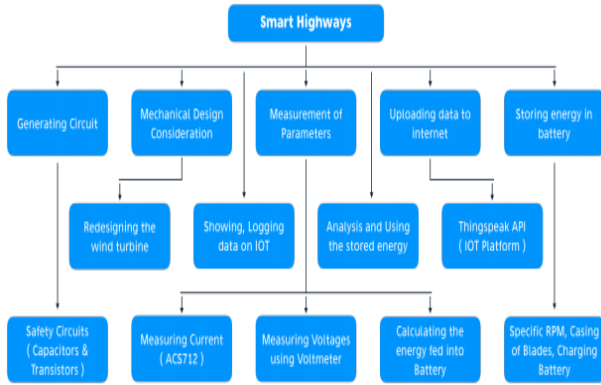 Smart Highways
Generating Circuit
Mechanical Design
Consideration
Measurement of
Parameters
Uploading data to
internet
Storing energy in
battery
Redesigning the
wind turbine
Showing, Logging
data on IOT
Analysis and Using
the stored energy
Thingspeak API
( IOT Platform )
Safety Circuits
( Capacitors &
Transistors )
Measuring Current
( ACS712 )
Measuring Voltages
using Voltmeter
Calculating the
energy fed into
Battery
Specific RPM, Casing
of Blades, Charging
Battery